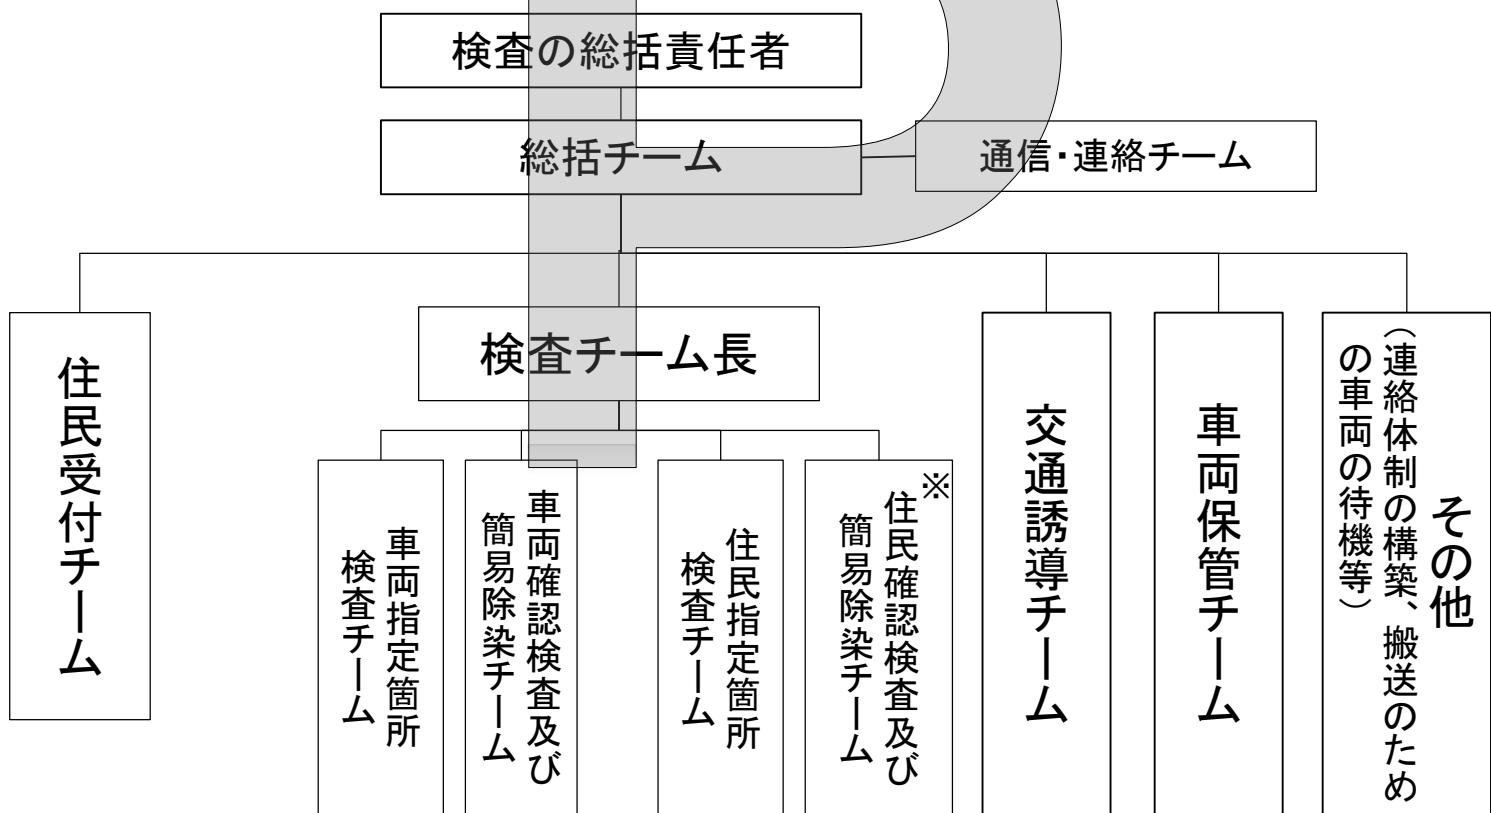 検査の総括責任者
総括チーム
通信・連絡チーム
検査チーム長
住民受付チーム
車両指定箇所
検査チーム
車両確認検査及び
簡易除染チーム
住民指定箇所
検査チーム
※
住民確認検査及び
簡易除染チーム
交通誘導チーム
車両保管チーム
その他
（連絡体制の構築、搬送のため
の車両の待機等）